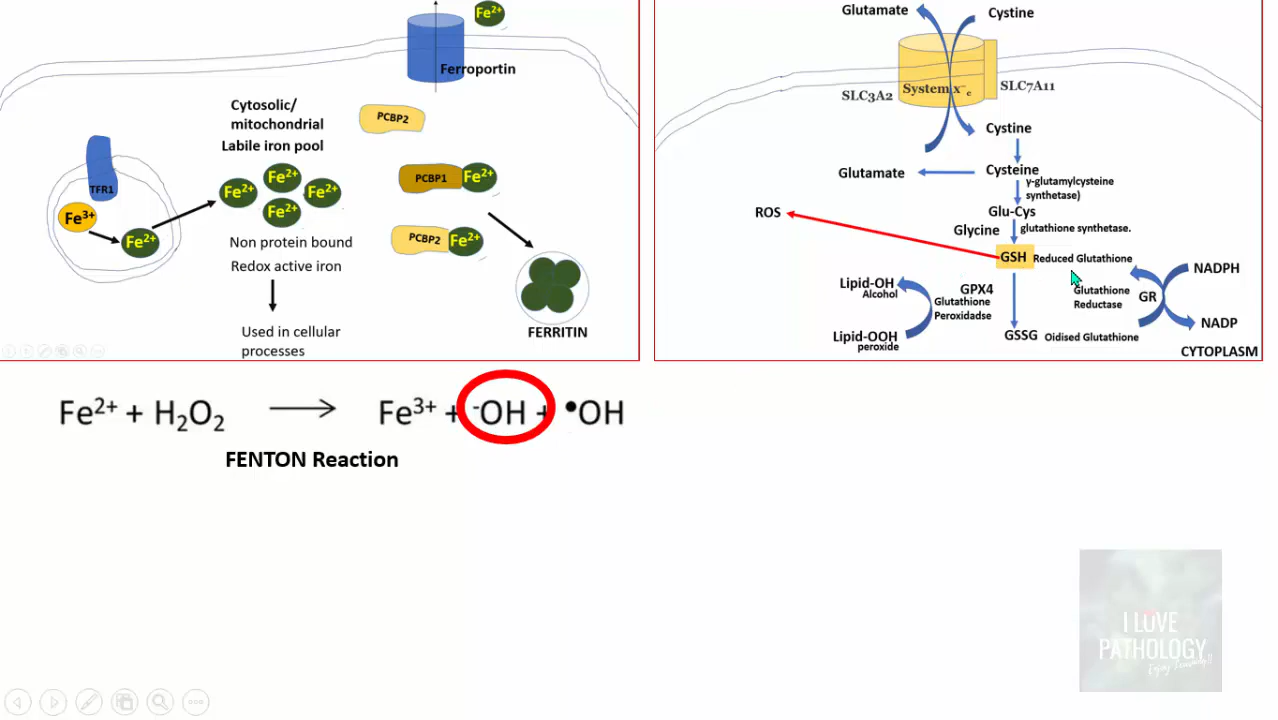 Fe2+
Ferroportin
Cytosolic/
mitochondrial
Labile iron pool
PCBP2
TFR1
Fe3+
Fe2+
Fe2+
Fe2+
Fe2+
Fe2+
PCBP1
Fe2+
PCBP2
Fe2+
Non protein bound
Redox active iron
Used in cellular
processes
FERRITIN
Glutamate
Cystine
SLC3A2
System x-c
SLC7A11
Cystine
Glutamate
Cysteine
γ-glutamylcysteine
synthetase)
ROS
Glu-Cys
Glycine
glutathione synthetase.
GSH
Reduced Glutathione
Lipid-OH
Alcohol
GPX4
Glutathione
Peroxidadse
Glutathione
Reductase
GR
NADPH
NADP
Lipid-OOH
peroxide
GSSG
Oidised Glutathione
CYTOPLASM
Fe2+ + H2O2 → Fe3+ + -OH + •OH
FENTON Reaction
I LOVE
PATHOLOGY
Enjoy Learning!!